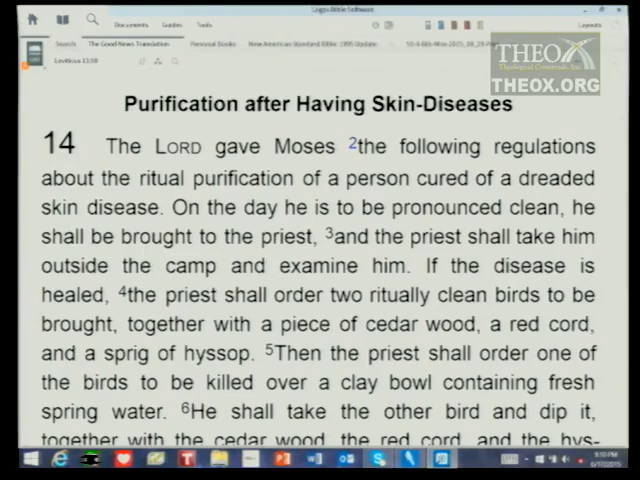 Logos Bible Software
Documents Guides Tools
Layouts
Search The Good News Translation Personal Books New American Standard Bible: 1995 Update
Leviticus 13:59
THEOX
THEOX.ORG
Purification after Having Skin-Diseases
14 The LORD gave Moses 2the following regulations
about the ritual purification of a person cured of a dreaded
skin disease. On the day he is to be pronounced clean, he
shall be brought to the priest, 3and the priest shall take him
outside the camp and examine him. If the disease is
healed, 4the priest shall order two ritually clean birds to be
brought, together with a piece of cedar wood, a red cord,
and a sprig of hyssop. 5Then the priest shall order one of
the birds to be killed over a clay bowl containing fresh
spring water. 6He shall take the other bird and dip it,
together with the cedar wood, the red cord, and the hys-
9:10 PM
6/17/2015